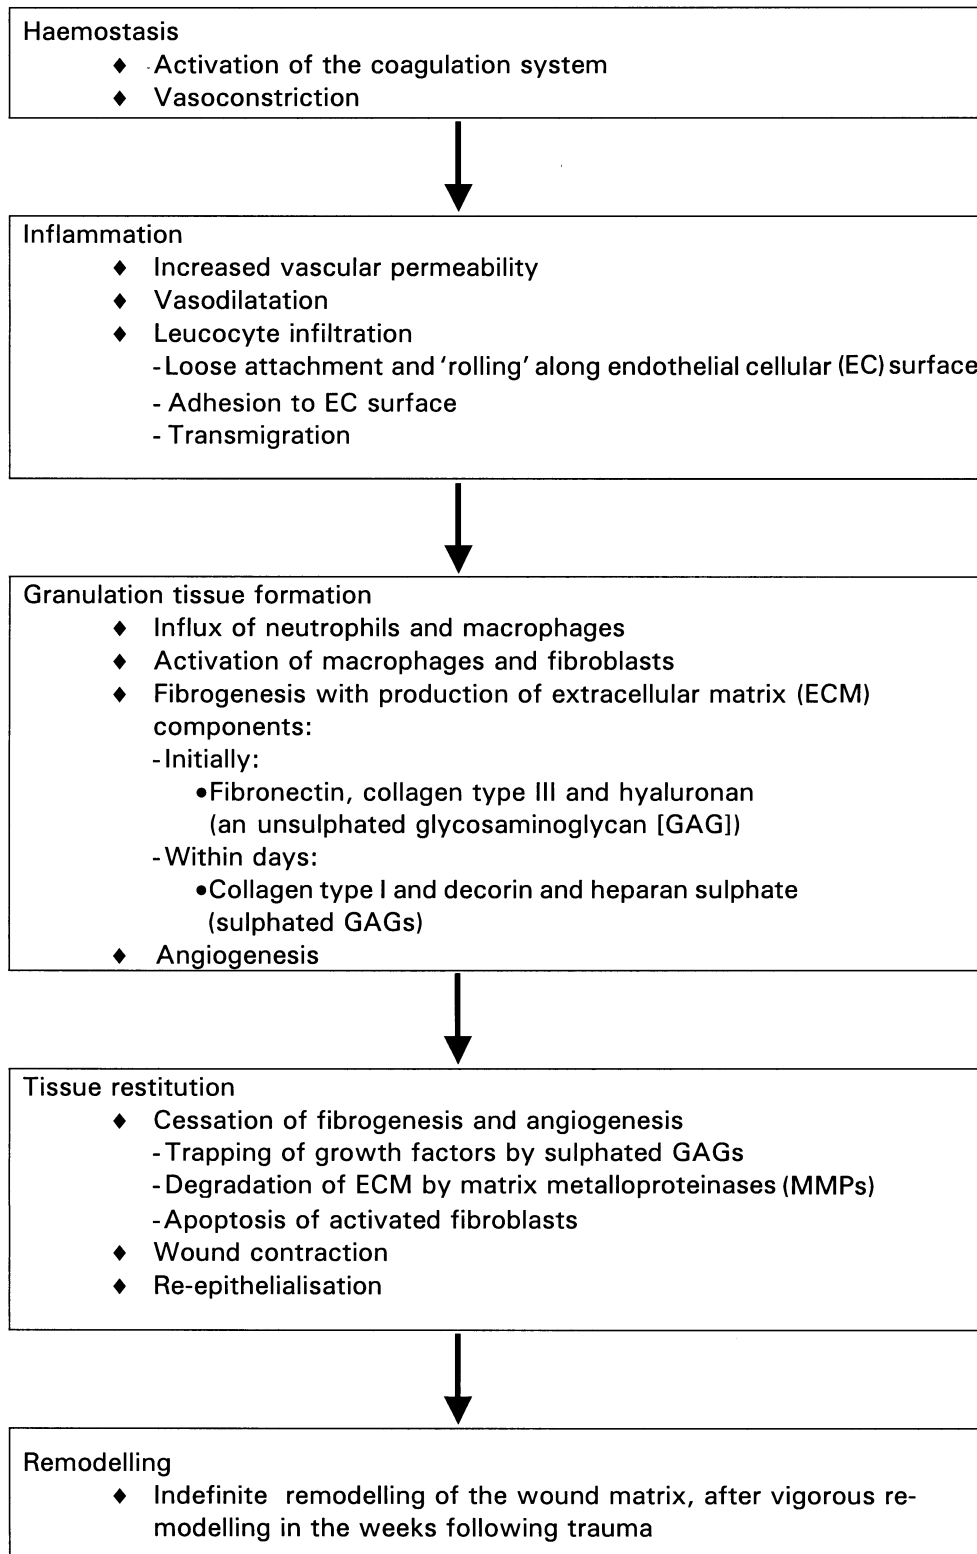 Haemostasis
♦ Activation of the coagulation system
♦ Vasoconstriction
Inflammation
♦ Increased vascular permeability
♦ Vasodilatation
♦ Leucocyte infiltration
- Loose attachment and 'rolling' along endothelial cellular (EC) surface
- Adhesion to EC surface
- Transmigration
Granulation tissue formation
♦ Influx of neutrophils and macrophages
♦ Activation of macrophages and fibroblasts
♦ Fibrogenesis with production of extracellular matrix (ECM)
components:
- Initially:
•Fibronectin, collagen type III and hyaluronan
(an unsulphated glycosaminoglycan [GAG])
- Within days:
•Collagen type I and decorin and heparan sulphate
(sulphated GAGs)
♦ Angiogenesis
Tissue restitution
♦ Cessation of fibrogenesis and angiogenesis
- Trapping of growth factors by sulphated GAGs
- Degradation of ECM by matrix metalloproteinases (MMPs)
- Apoptosis of activated fibroblasts
♦ Wound contraction
♦ Re-epithelialisation
Remodelling
♦ Indefinite remodelling of the wound matrix, after vigorous re-
modelling in the weeks following trauma